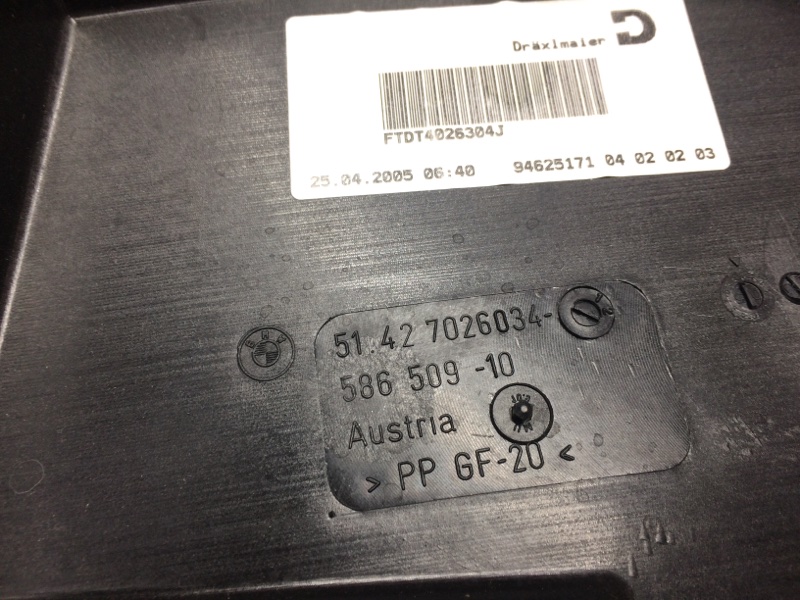 Dräxlmaier
FTDT4026304J
25.04.2005 06:40 94625171 04 02 02 03
BMW
51.42 7026034-
586 509 -10
Austria
> PP GF-20 <